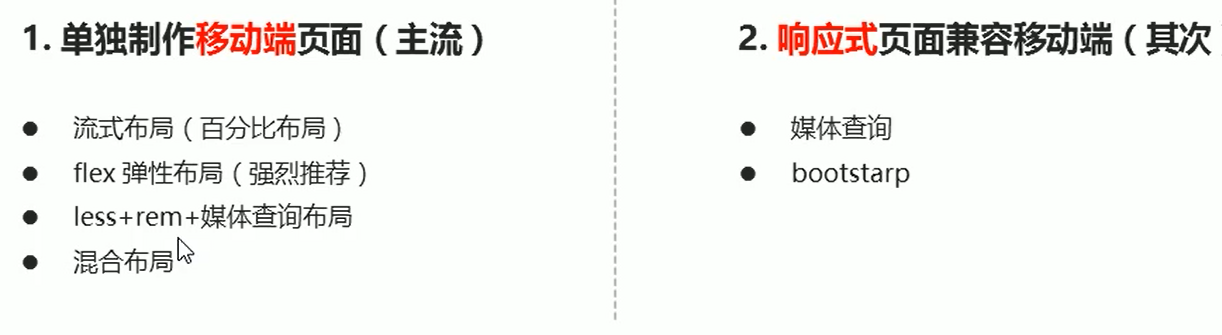 1. 单独制作移动端页面（主流）
● 流式布局（百分比布局）
● flex 弹性布局（强烈推荐）
● less+rem+媒体查询布局
● 混合布局
2. 响应式页面兼容移动端（其次
● 媒体查询
● bootstarp